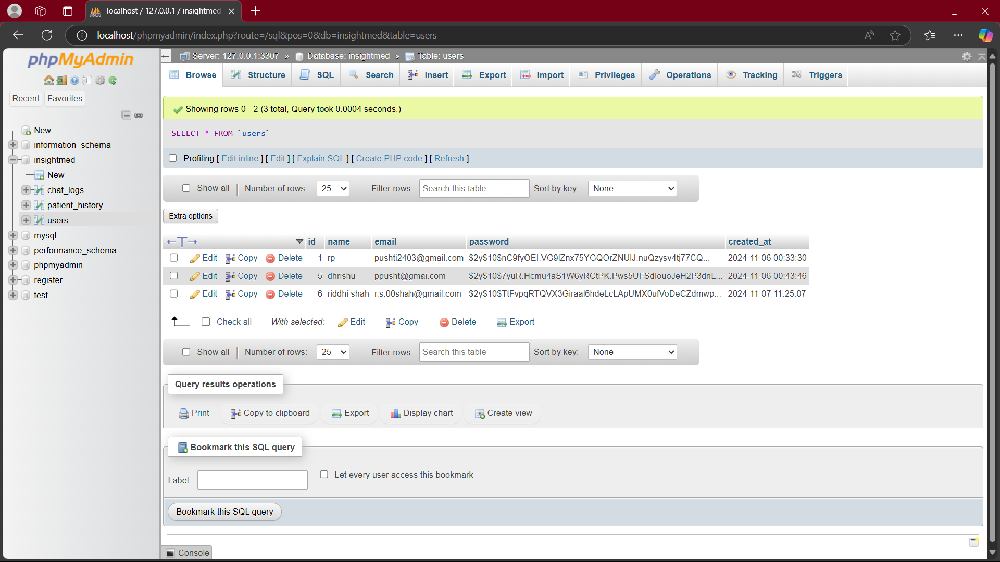 localhost / 127.0.0.1 / insightmed
localhost/phpmyadmin/index.php?route=/sql&pos=0&db=insightmed&table=users
phpMyAdmin
Recent Favorites
New
information_schema
insightmed
New
chat_logs
patient_history
users
mysql
performance_schema
phpmyadmin
register
test
Server: 127.0.0.1:3307 » Database: insightmed » Table: users
Browse Structure SQL Search Insert Export Import Privileges Operations Tracking Triggers
Showing rows 0 - 2 (3 total, Query took 0.0004 seconds.)
SELECT * FROM `users`
Profiling [ Edit inline ] [ Edit ] [ Explain SQL ] [ Create PHP code ] [ Refresh ]
Show all Number of rows: 25 Filter rows: Search this table Sort by key: None
Extra options
id name email password created_at
Edit Copy Delete 1 rp pushti2403@gmail.com $2y$10$nC9fyOEI.VG9lZnx75YGQOrZNUlJ.nuQzysv4tj77CQ... 2024-11-06 00:33:30
Edit Copy Delete 5 dhrishu ppusht@gmai.com $2y$10$7yuR.Hcmu4aS1W6yRCtPK.Pws5UFSdlouoJeH2P3dnL... 2024-11-06 00:43:46
Edit Copy Delete 6 riddhi shah r.s.00shah@gmail.com $2y$10$TtFvpqRTQVX3Giraal6hdeLcLApUMX0ufVoDeCZdmwp... 2024-11-07 11:25:07
Check all With selected: Edit Copy Delete Export
Show all Number of rows: 25 Filter rows: Search this table Sort by key: None
Query results operations
Print Copy to clipboard Export Display chart Create view
Bookmark this SQL query
Label: Let every user access this bookmark
Bookmark this SQL query
Console